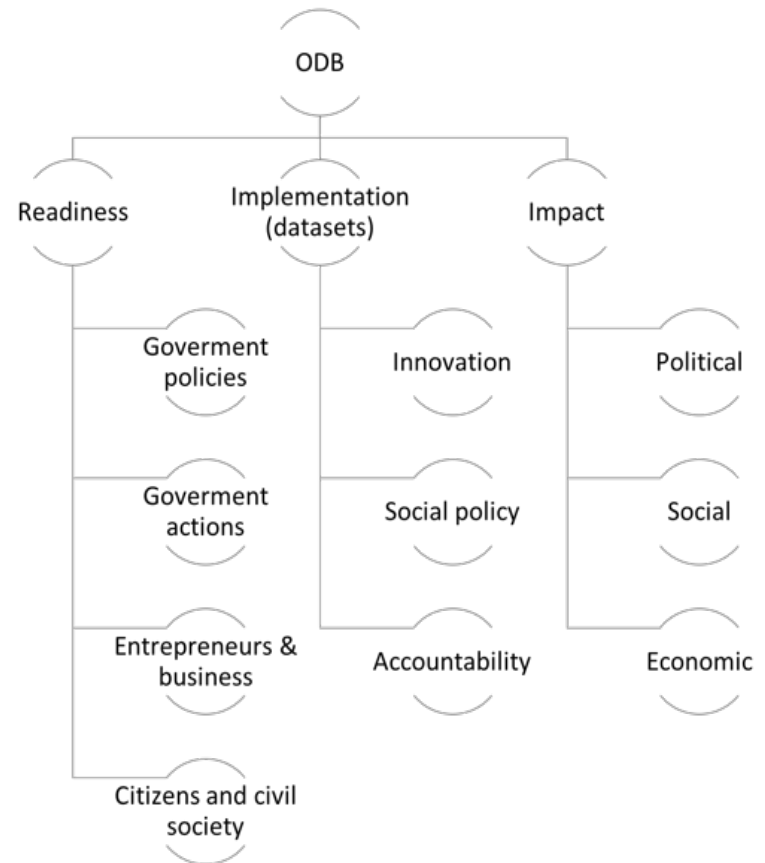 ODB
Readiness
Implementation
(datasets)
Impact
Goverment
policies
Innovation
Political
Goverment
actions
Social policy
Social
Entrepreneurs &
business
Accountability
Economic
Citizens and civil
society